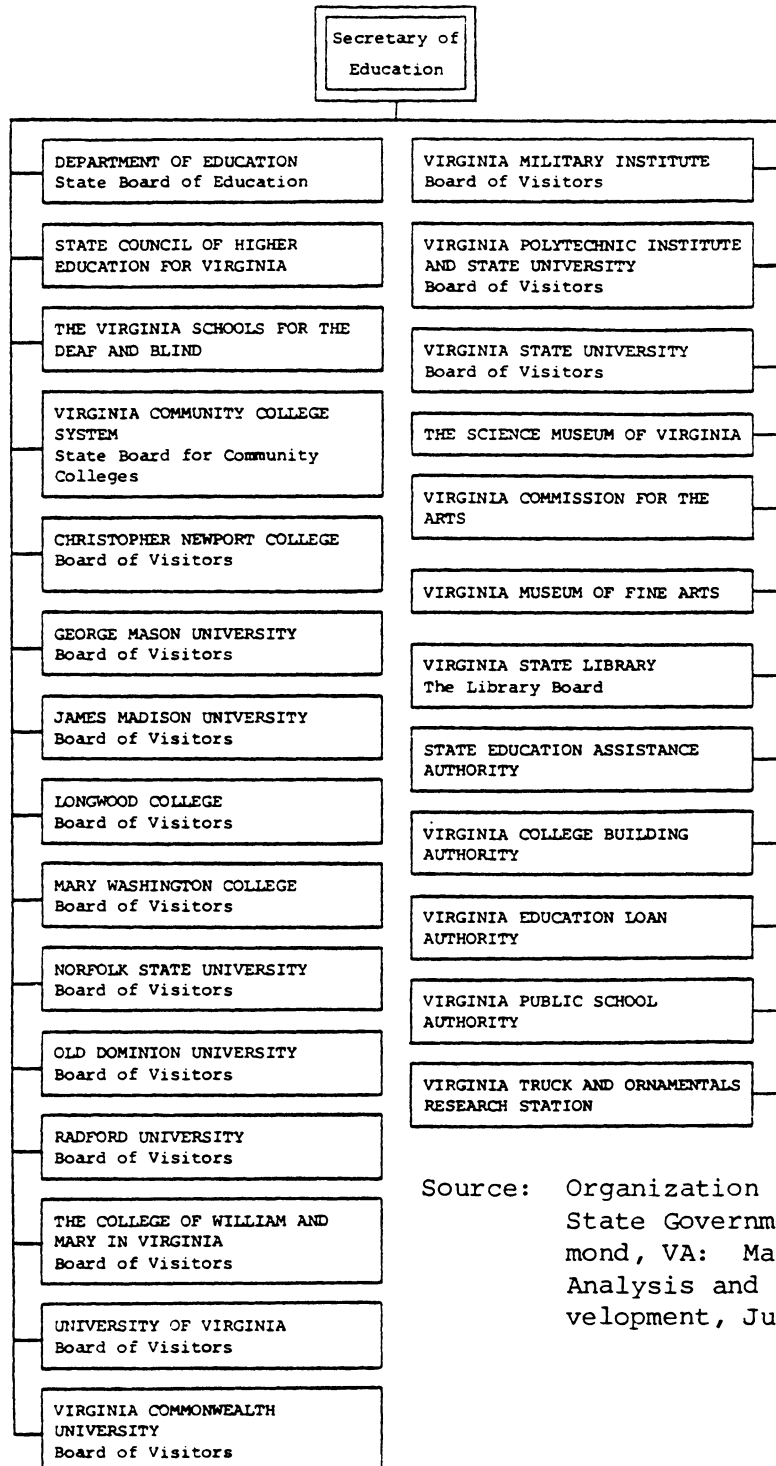 Secretary of
Education
DEPARTMENT OF EDUCATION
State Board of Education
STATE COUNCIL OF HIGHER
EDUCATION FOR VIRGINIA
THE VIRGINIA SCHOOLS FOR THE
DEAF AND BLIND
VIRGINIA COMMUNITY COLLEGE
SYSTEM
State Board for Community
Colleges
CHRISTOPHER NEWPORT COLLEGE
Board of Visitors
GEORGE MASON UNIVERSITY
Board of Visitors
JAMES MADISON UNIVERSITY
Board of Visitors
LONGWOOD COLLEGE
Board of Visitors
MARY WASHINGTON COLLEGE
Board of Visitors
NORFOLK STATE UNIVERSITY
Board of Visitors
OLD DOMINION UNIVERSITY
Board of Visitors
RADFORD UNIVERSITY
Board of Visitors
THE COLLEGE OF WILLIAM AND
MARY IN VIRGINIA
Board of Visitors
UNIVERSITY OF VIRGINIA
Board of Visitors
VIRGINIA COMMONWEALTH
UNIVERSITY
Board of Visitors
VIRGINIA MILITARY INSTITUTE
Board of Visitors
VIRGINIA POLYTECHNIC INSTITUTE
AND STATE UNIVERSITY
Board of Visitors
VIRGINIA STATE UNIVERSITY
Board of Visitors
THE SCIENCE MUSEUM OF VIRGINIA
VIRGINIA COMMISSION FOR THE
ARTS
VIRGINIA MUSEUM OF FINE ARTS
VIRGINIA STATE LIBRARY
The Library Board
STATE EDUCATION ASSISTANCE
AUTHORITY
VIRGINIA COLLEGE BUILDING
AUTHORITY
VIRGINIA EDUCATION LOAN
AUTHORITY
VIRGINIA PUBLIC SCHOOL
AUTHORITY
VIRGINIA TRUCK AND ORNAMENTALS
RESEARCH STATION
Source: Organization
State Governm
mond, VA: Ma
Analysis and
velopment, Ju